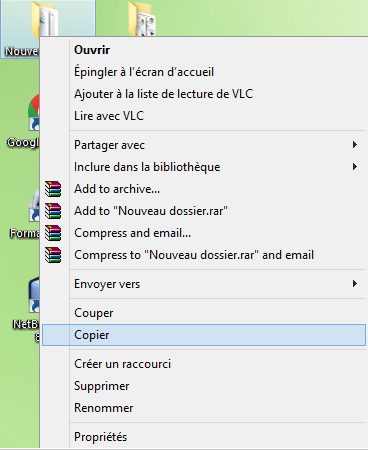 Nouve
Ouvrir
Épingler à l'écran d'accueil
Ajouter à la liste de lecture de VLC
Lire avec VLC
Googl
Partager avec
Inclure dans la bibliothèque
Add to archive...
Add to "Nouveau dossier.rar"
Forma
Compress and email...
Compress to "Nouveau dossier.rar" and email
Envoyer vers
Couper
NetB
8
Copier
Créer un raccourci
Supprimer
Renommer
Propriétés